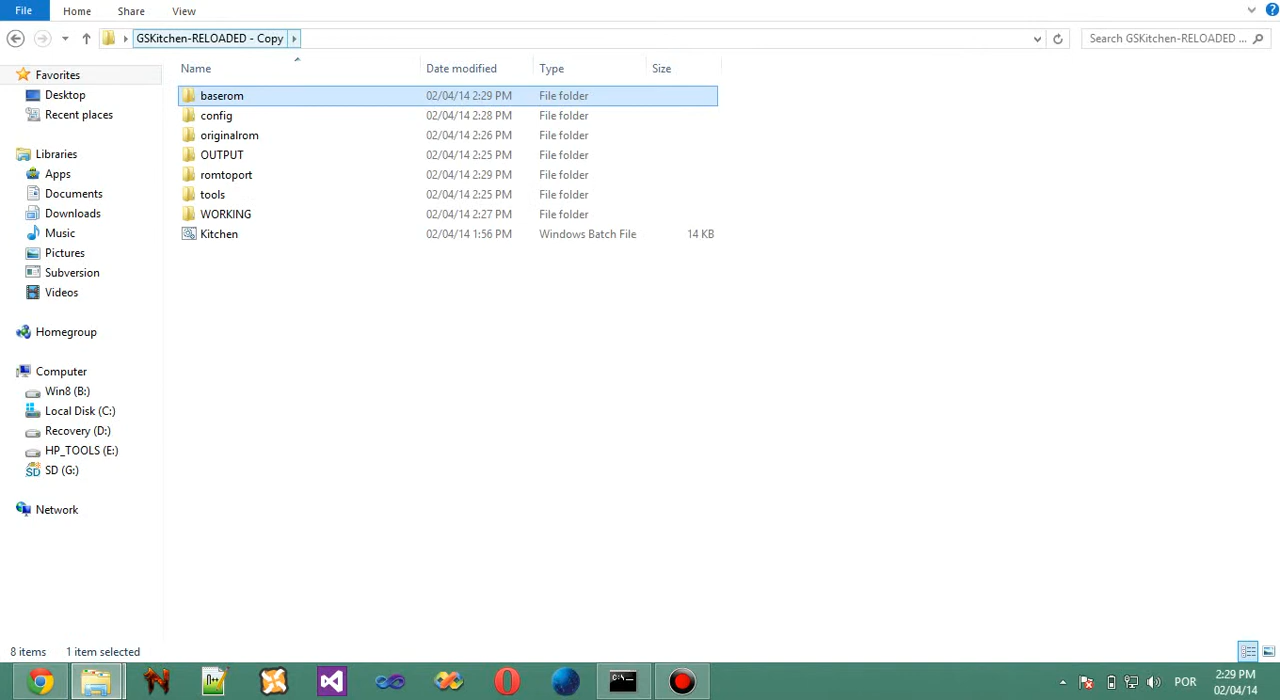 File Home Share View
GSKitchen-RELOADED - Copy Search GSKitchen-RELOADED ...
Name Date modified Type Size
baserom 02/04/14 2:29 PM File folder
config 02/04/14 2:28 PM File folder
originalrom 02/04/14 2:26 PM File folder
OUTPUT 02/04/14 2:25 PM File folder
romtoport 02/04/14 2:29 PM File folder
tools 02/04/14 2:25 PM File folder
WORKING 02/04/14 2:27 PM File folder
Kitchen 02/04/14 1:56 PM Windows Batch File 14 KB
Favorites
Desktop
Recent places
Libraries
Apps
Documents
Downloads
Music
Pictures
Subversion
Videos
Homegroup
Computer
Win8 (B:)
Local Disk (C:)
Recovery (D:)
HP_TOOLS (E:)
SD (G:)
Network
8 items 1 item selected
POR
2:29 PM
02/04/14